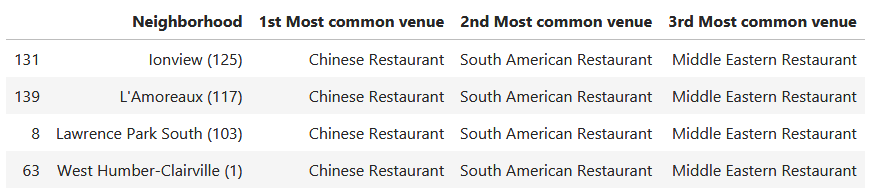 Neighborhood 1st Most common venue 2nd Most common venue 3rd Most common venue
131 Ionview (125) Chinese Restaurant South American Restaurant Middle Eastern Restaurant
139 L'Amoreaux (117) Chinese Restaurant South American Restaurant Middle Eastern Restaurant
8 Lawrence Park South (103) Chinese Restaurant South American Restaurant Middle Eastern Restaurant
63 West Humber-Clairville (1) Chinese Restaurant South American Restaurant Middle Eastern Restaurant